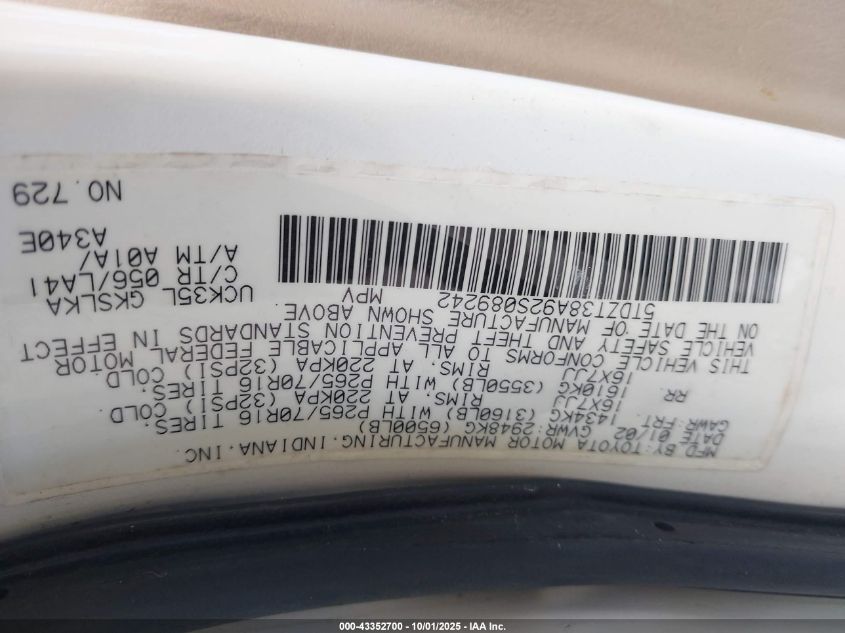 MFD.BY:TOYOTA MOTOR MANUFACTURING,INDIANA,INC.
DATE 01/02 GVWR:2948KG(6500LB)
GAWR:FRT 1434KG(3160LB) WITH P265/70R16 TIRES.
16X7JJ RIMS. AT 220KPA (32PSI) COLD
RR 1610KG (3550LB) WITH P265/70R16 TIRES.
16X7JJ RIMS. AT 220KPA (32PSI) COLD
THIS VEHICLE CONFORMS TO ALL APPLICABLE FEDERAL MOTOR
VEHICLE SAFETY AND THEFT PREVENTION STANDARDS IN EFFECT
ON THE DATE OF MANUFACTURE SHOWN ABOVE
5TDZT38A92S089242 MPV
UCK35L GKSLKA
C/TR 056/LA41
A/TM A01A/
A340E
NO.729
000-43352700 - 10/01/2025 - IAA Inc.